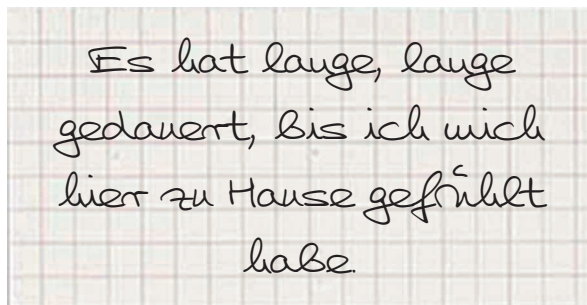 Es hat lange, lange
gedauert, bis ich mich
hier zu Hause gefühlt
habe.